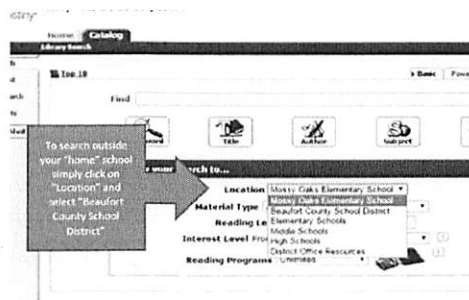 Home Catalog
Library Search
Top 10
Basic
Find
Title
Author
Subject
To search outside
your "home" school
simply click on
"Location" and
select "Beaufort
County School
District"
Location Mossy Oaks Elementary School
Mossy Oaks Elementary School
Material Type
Beaufort County School District
Elementary Schools
Middle Schools
Interest Level
High Schools
District Office Resources
Reading Programs Unlimited